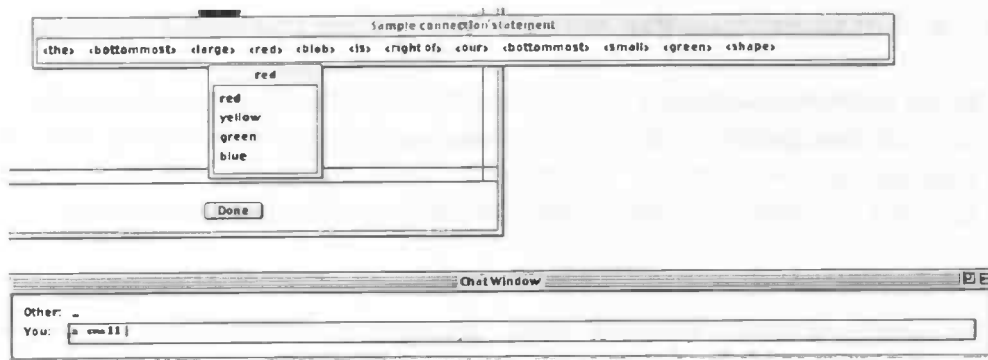 Sample connection statement
<the> <bottommost> <large> <red> <blob> <is> <right of> <our> <bottommost> <small> <green> <shape>
red
red
yellow
green
blue
Done
Chat Window
Other: _
You: a small